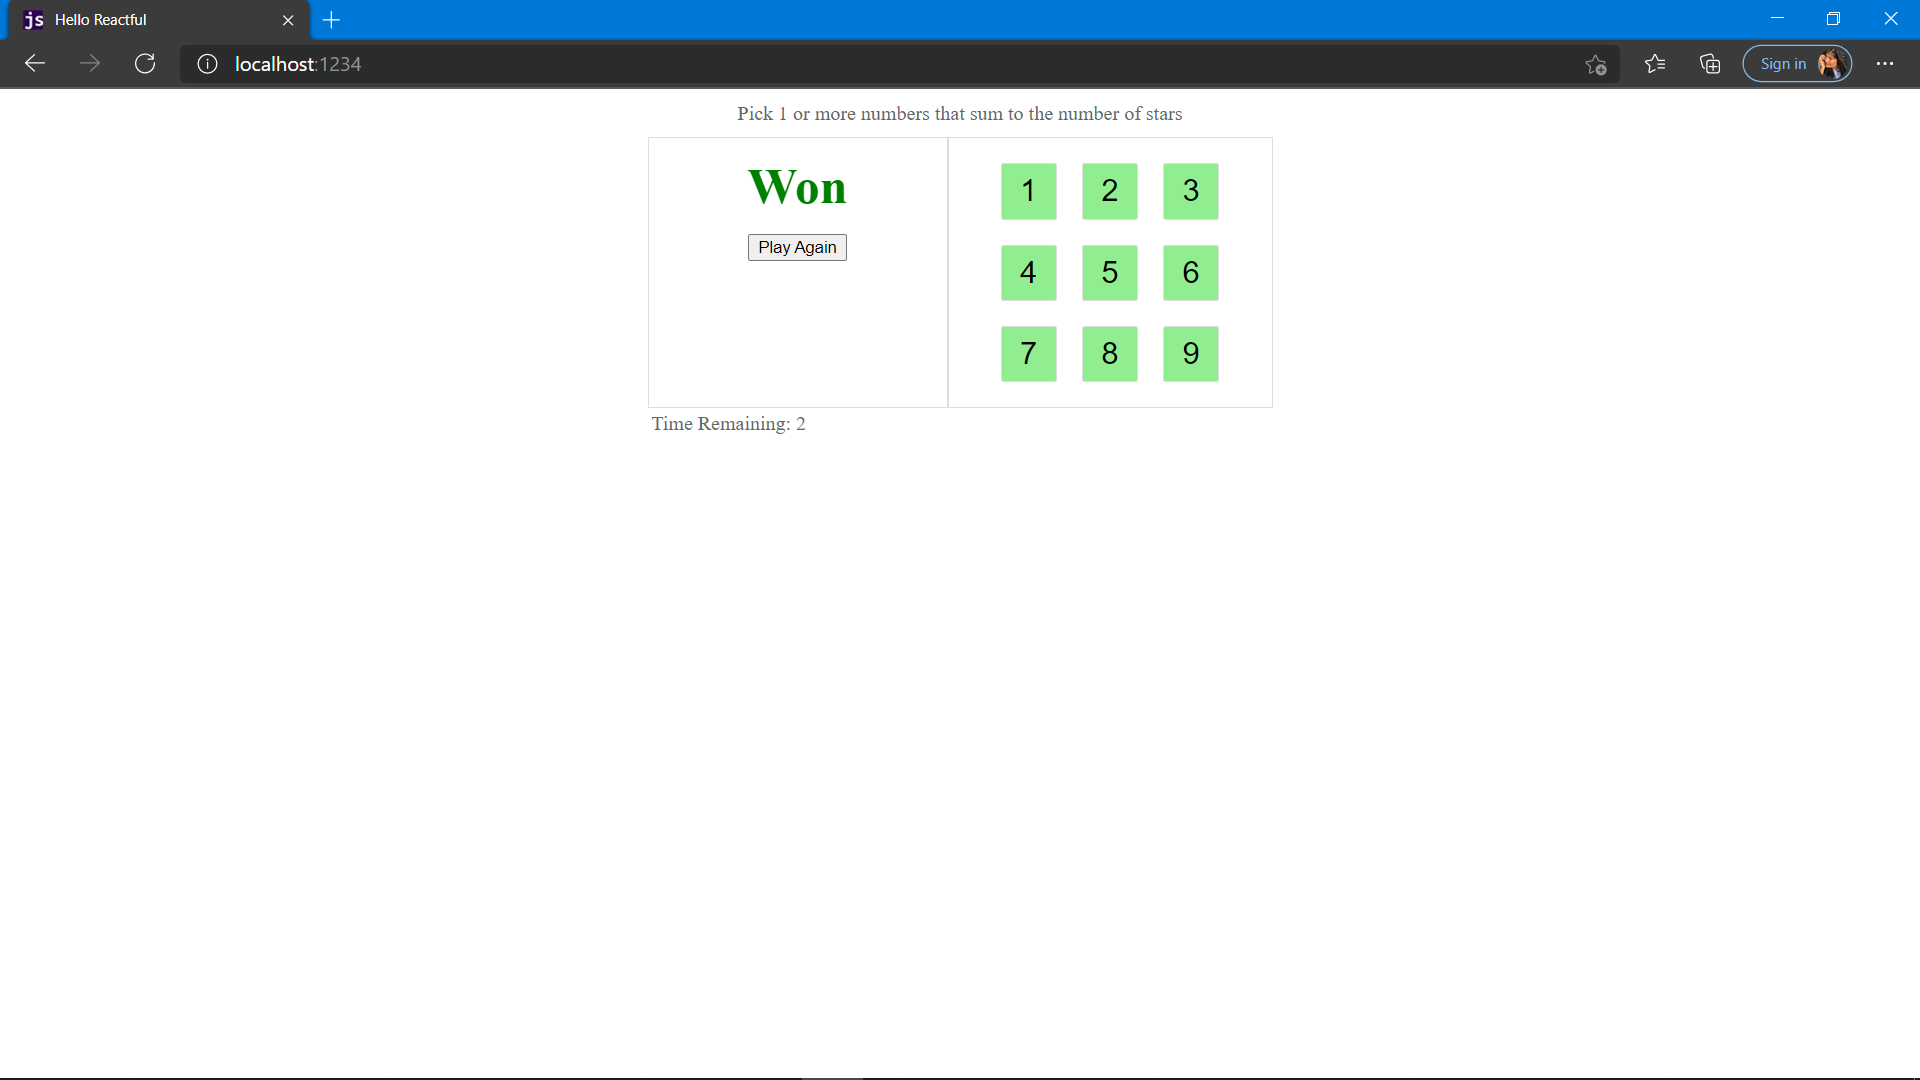 js Hello Reactful
localhost:1234
Sign in
Pick 1 or more numbers that sum to the number of stars
Won
Play Again
1 2 3
4 5 6
7 8 9
Time Remaining: 2